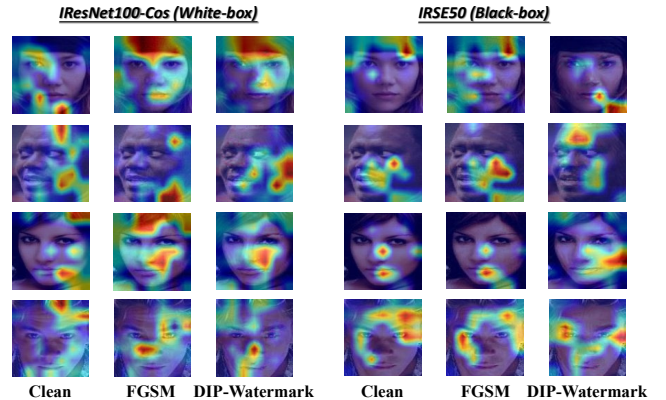 IResNet100-Cos (White-box)
IRSE50 (Black-box)
Clean FGSM DIP-Watermark
Clean FGSM DIP-Watermark